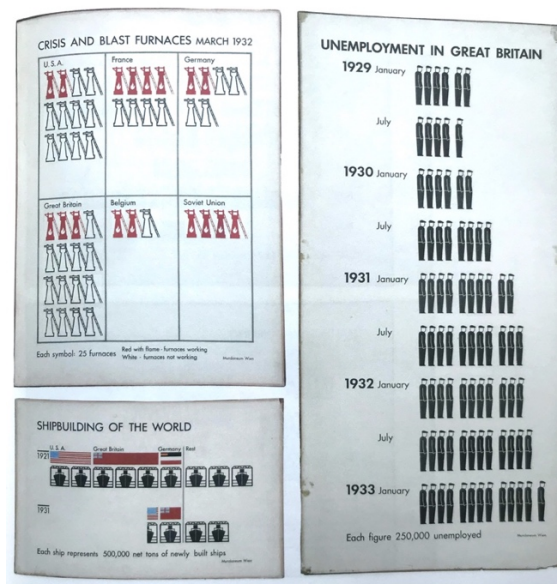 CRISIS AND BLAST FURNACES MARCH 1932
U.S.A. France Germany
Great Britain Belgium Soviet Union
Each symbol: 25 furnaces
Red with flame - furnaces working
White - furnaces not working
SHIPBUILDING OF THE WORLD
U.S.A. Great Britain Germany Rest
1921
1931
Each ship represents 500,000 net tons of newly built ships
UNEMPLOYMENT IN GREAT BRITAIN
1929 January
July
1930 January
July
1931 January
July
1932 January
July
1933 January
Each figure 250,000 unemployed